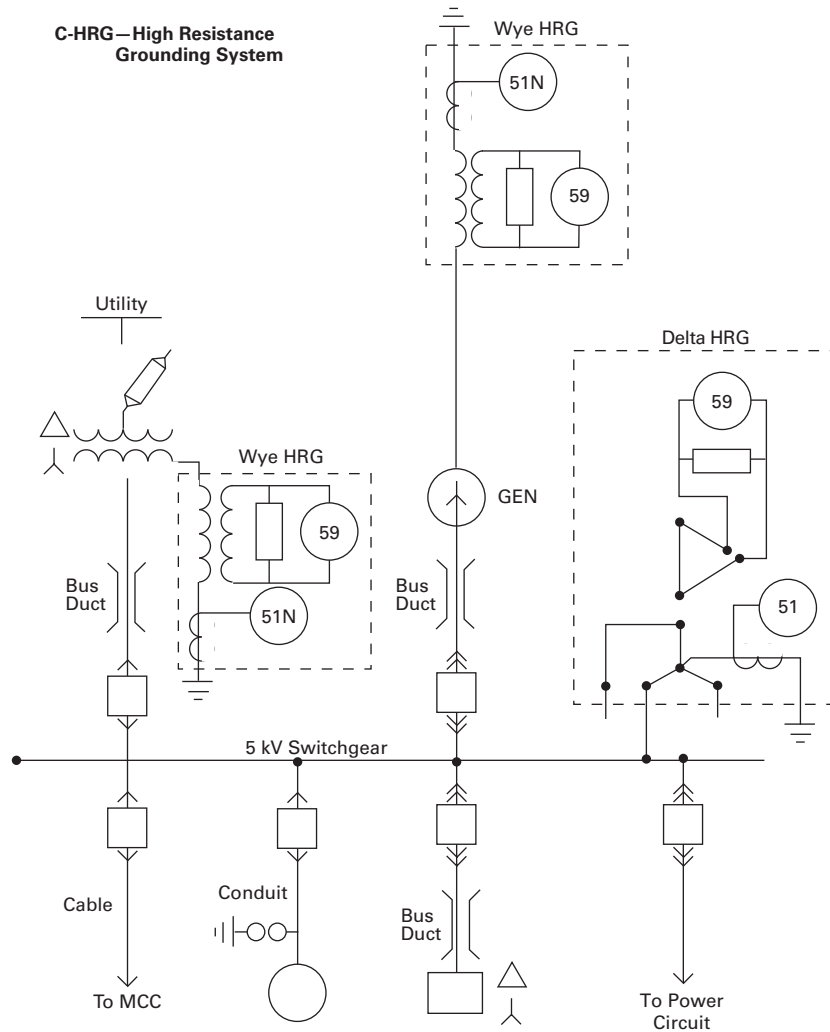 C-HRG—High Resistance
Grounding System
Wye HRG
51N
59
Utility
Delta HRG
59
Wye HRG
GEN
59
Bus
Duct
51N
Bus
Duct
51
5 kV Switchgear
Cable
Conduit
Bus
Duct
To MCC
To Power
Circuit